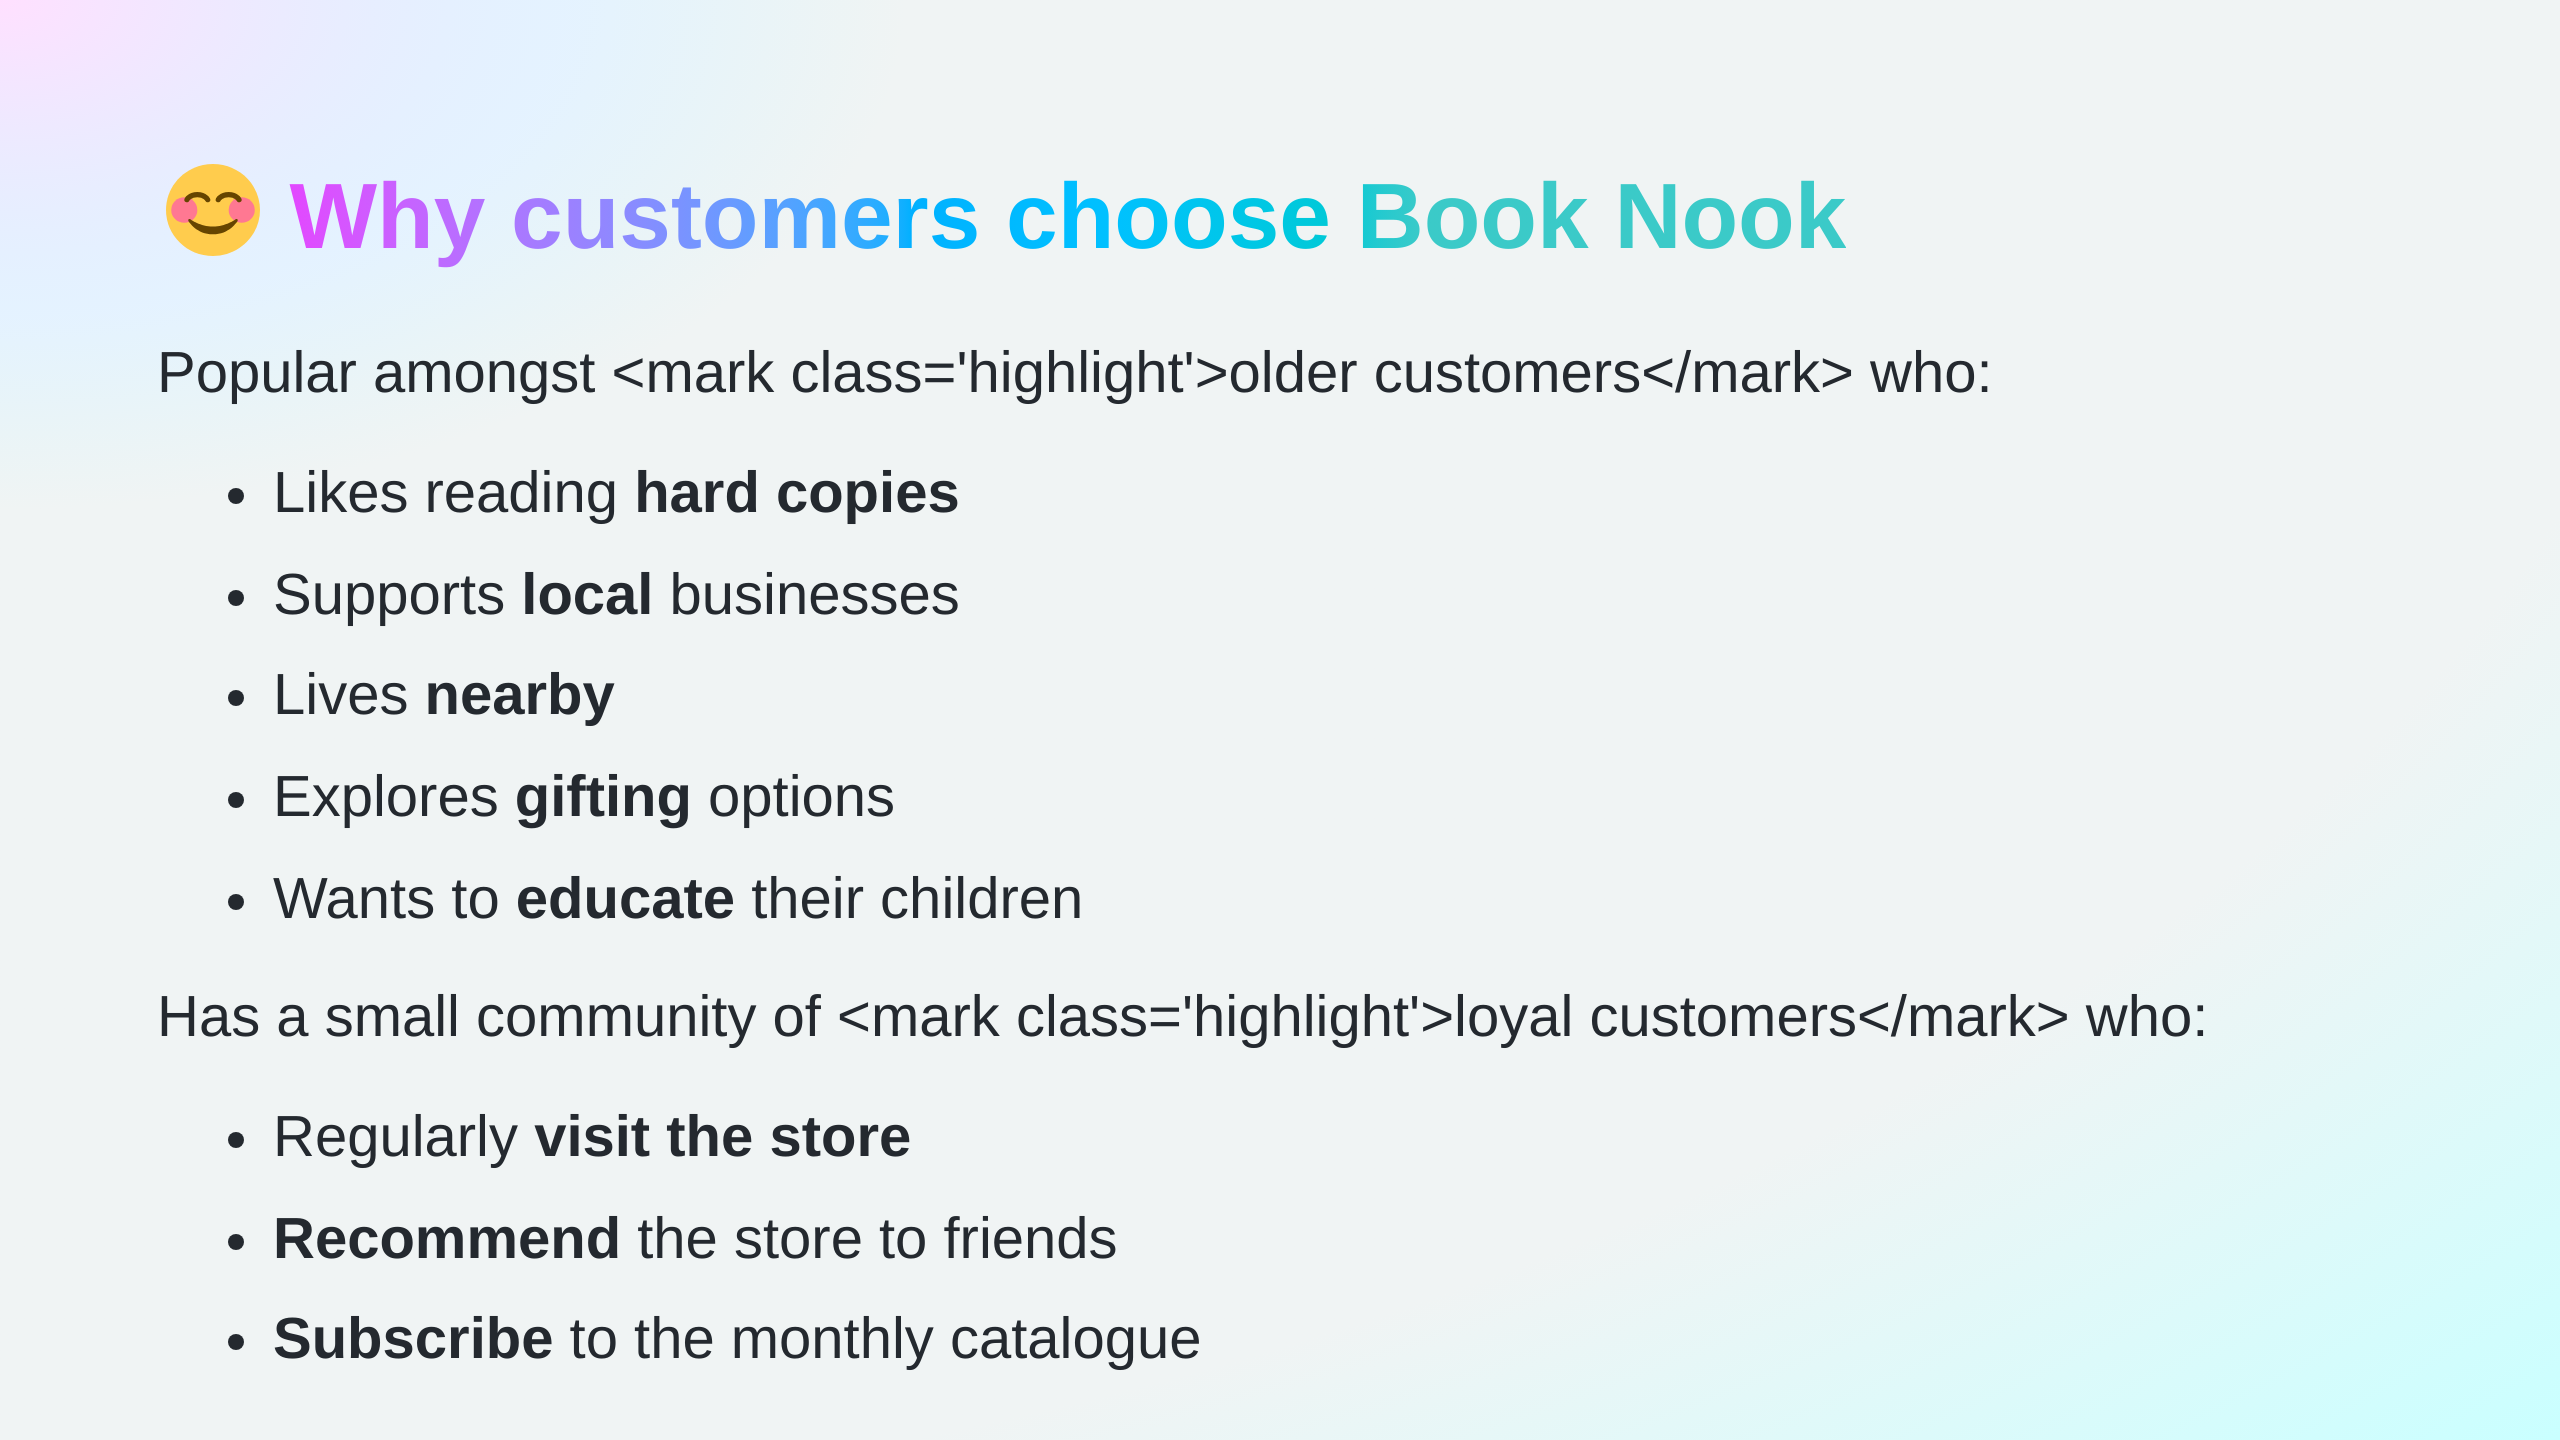 😊 Why customers choose Book Nook
Popular amongst <mark class='highlight'>older customers</mark> who:
• Likes reading hard copies
• Supports local businesses
• Lives nearby
• Explores gifting options
• Wants to educate their children
Has a small community of <mark class='highlight'>loyal customers</mark> who:
• Regularly visit the store
• Recommend the store to friends
• Subscribe to the monthly catalogue